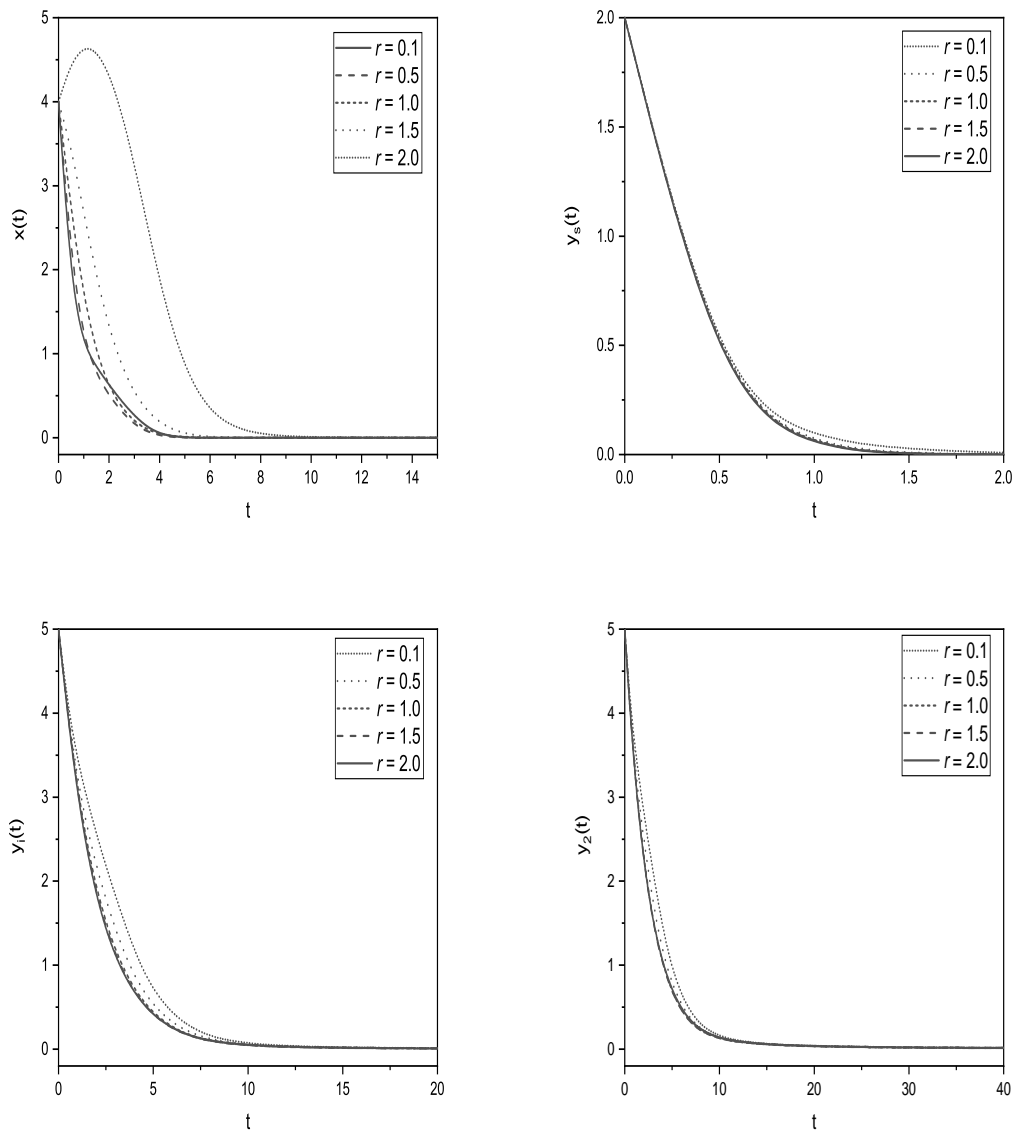 5
4
3
2
1
0
x(t)
0 2 4 6 8 10 12 14
t
r = 0.1
r = 0.5
r = 1.0
r = 1.5
r = 2.0
2.0
1.5
1.0
0.5
0.0
y_s(t)
0.0 0.5 1.0 1.5 2.0
t
r = 0.1
r = 0.5
r = 1.0
r = 1.5
r = 2.0
5
4
3
2
1
0
y_i(t)
0 5 10 15 20
t
r = 0.1
r = 0.5
r = 1.0
r = 1.5
r = 2.0
5
4
3
2
1
0
y_2(t)
0 10 20 30 40
t
r = 0.1
r = 0.5
r = 1.0
r = 1.5
r = 2.0